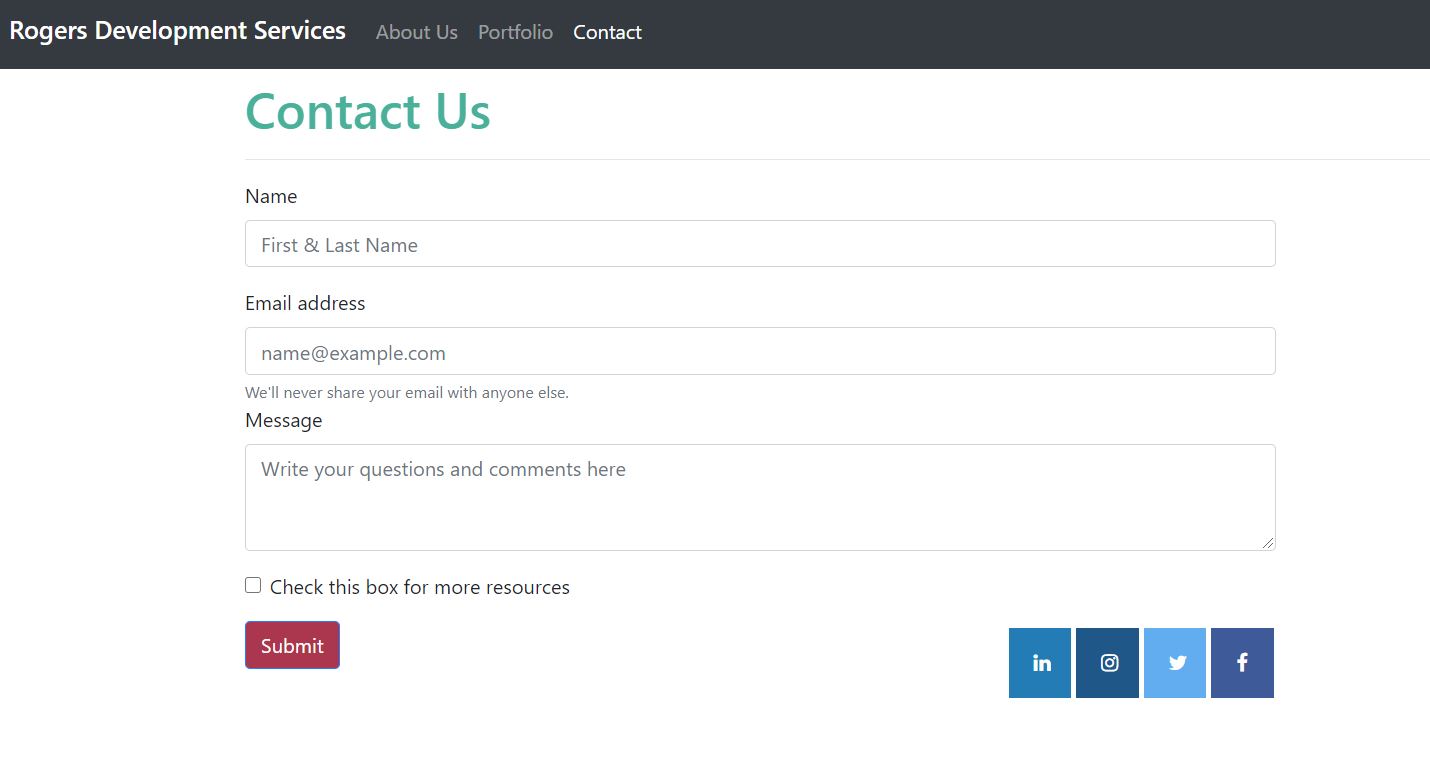 Rogers Development Services About Us Portfolio Contact
Contact Us
Name
First & Last Name
Email address
name@example.com
We'll never share your email with anyone else.
Message
Write your questions and comments here
Check this box for more resources
Submit
in
f